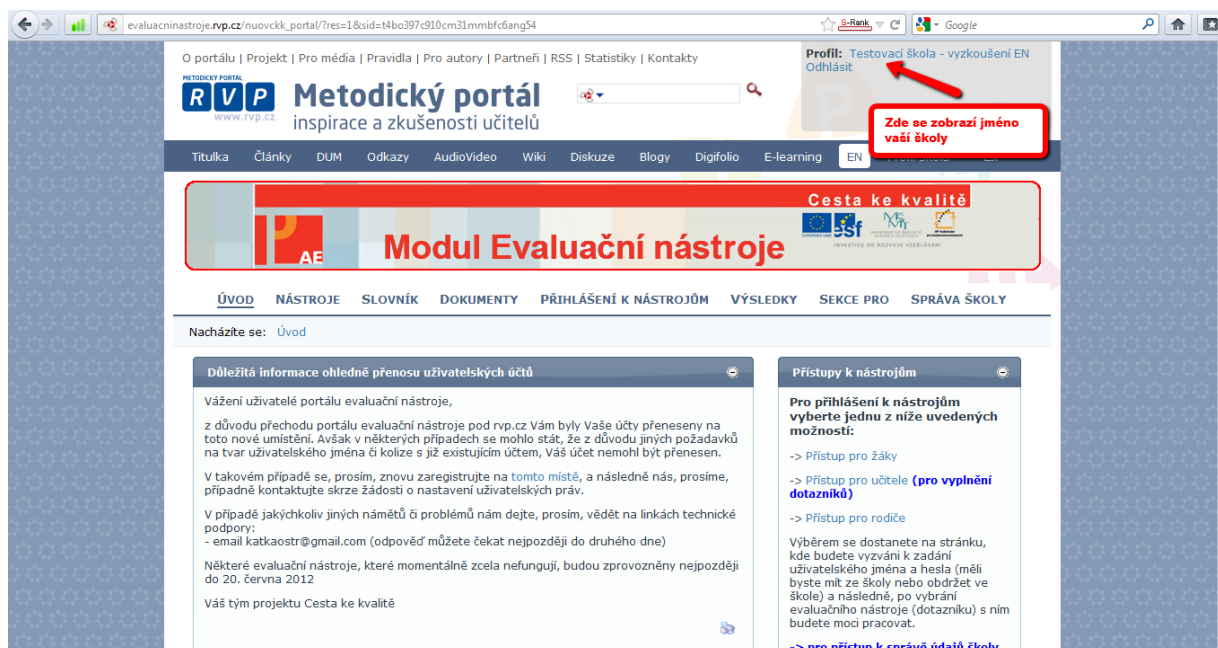 evaluacninastroje.rvp.cz/nuovckk_portal/?res=1&sid=t4bo397c910cm31mmbfc6ang54
S-Rank
Google
O portálu | Projekt | Pro média | Pravidla | Pro autory | Partneři | RSS | Statistiky | Kontakty
Profil: Testovací škola - vyzkoušení EN
Odhlásit
METODICKÝ PORTÁL
RVP
www.rvp.cz
Metodický portál
inspirace a zkušenosti učitelů
Zde se zobrazí jméno
vaší školy
Titulka Články DUM Odkazy AudioVideo Wiki Diskuze Blogy Digifolio E-learning EN
Cesta ke kvalitě
AE
Modul Evaluační nástroje
esf
INVESTICE DO ROZVOJE VZDĚLÁVÁNÍ
ÚVOD NÁSTROJE SLOVNÍK DOKUMENTY PŘIHLÁŠENÍ K NÁSTROJŮM VÝSLEDKY SEKCE PRO SPRÁVA ŠKOLY
Nacházíte se: Úvod
Důležitá informace ohledně přenosu uživatelských účtů
Vážení uživatelé portálu evaluační nástroje,
z důvodu přechodu portálu evaluační nástroje pod rvp.cz Vám byly Vaše účty přeneseny na
toto nové umístění. Avšak v některých případech se mohlo stát, že z důvodu jiných požadavků
na tvar uživatelského jména či kolize s již existujícím účtem, Váš účet nemohl být přenesen.
V takovém případě se, prosím, znovu zaregistrujte na tomto místě, a následně nás, prosíme,
případně kontaktujte skrze žádosti o nastavení uživatelských práv.
V případě jakýchkoliv jiných námětů či problémů nám dejte, prosím, vědět na linkách technické
podpory:
- email katkaostr@gmail.com (odpověď můžete čekat nejpozději do druhého dne)
Některé evaluační nástroje, které momentálně zcela nefungují, budou zprovozněny nejpozději
do 20. června 2012
Váš tým projektu Cesta ke kvalitě
Přístupy k nástrojům
Pro přihlášení k nástrojům
vyberte jednu z níže uvedených
možností:
-> Přístup pro žáky
-> Přístup pro učitele (pro vyplnění
dotazníků)
-> Přístup pro rodiče
Výběrem se dostanete na stránku,
kde budete vyzváni k zadání
uživatelského jména a hesla (měli
byste mít ze školy nebo obdržet ve
škole) a následně, po vybrání
evaluačního nástroje (dotazníku) s ním
budete moci pracovat.
-> pro přístup k správě údajů školy